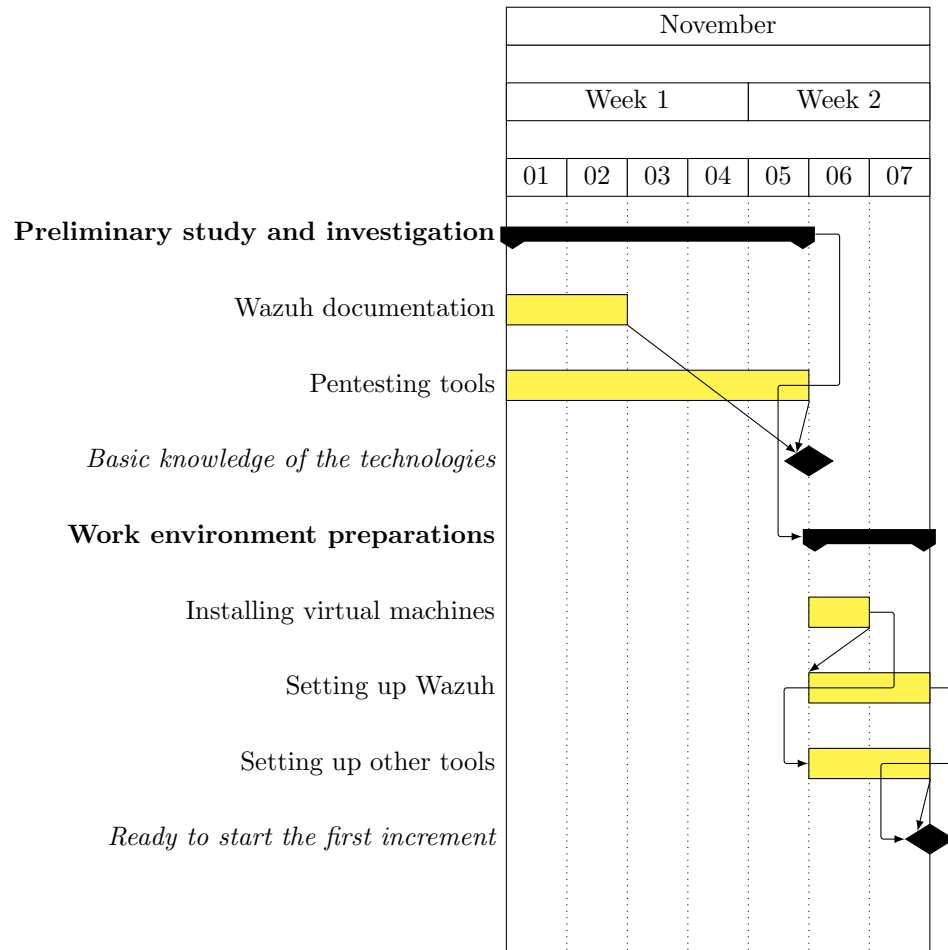 November
Week 1 Week 2
01 02 03 04 05 06 07
Preliminary study and investigation
Wazuh documentation
Pentesting tools
Basic knowledge of the technologies
Work environment preparations
Installing virtual machines
Setting up Wazuh
Setting up other tools
Ready to start the first increment